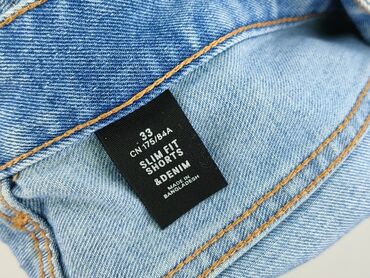 33
CN 175/84A
SLIM FIT
SHORTS
&DENIM
MADE IN
BANGLADESH